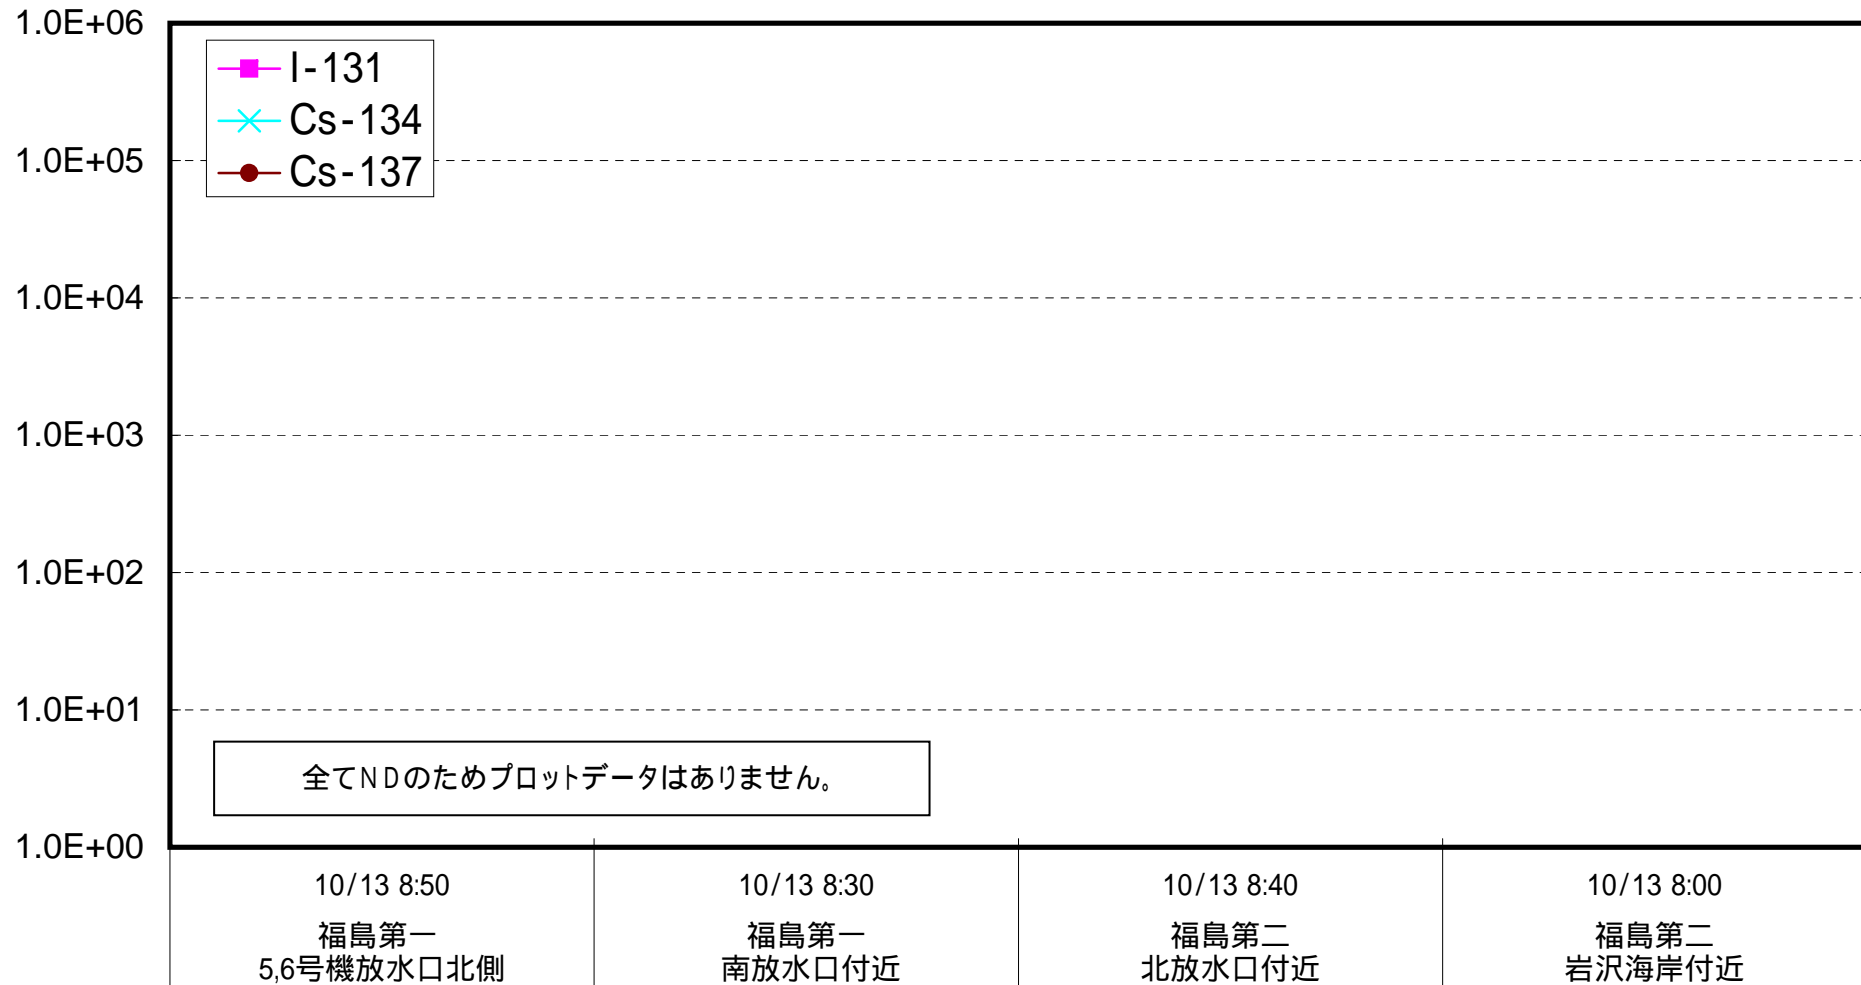 1.0E+06
1.0E+05
1.0E+04
1.0E+03
1.0E+02
1.0E+01
1.0E+00
I-131
Cs-134
Cs-137
全てNDのためプロットデータはありません。
10/13 8:50
福島第一
5,6号機放水口北側
10/13 8:30
福島第一
南放水口付近
10/13 8:40
福島第二
北放水口付近
10/13 8:00
福島第二
岩沢海岸付近